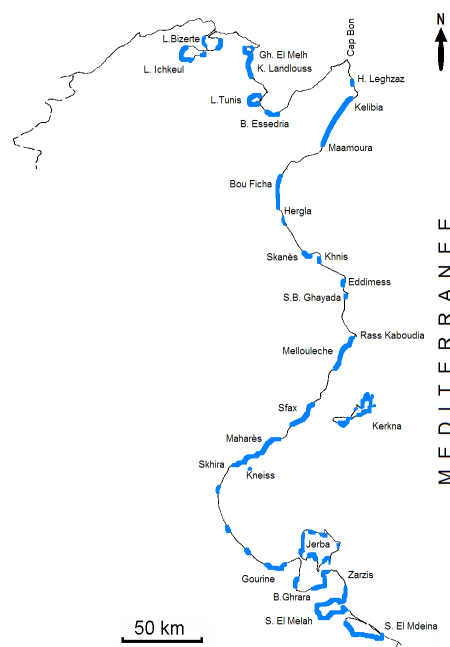 N
Cap Bon
L.Bizerte
Gh. El Melh
K. Landlouss
L. Ichkeul
H. Leghzaz
L.Tunis
Kelibia
B. Essedria
Maamoura
Bou Ficha
Hergla
MEDITERRANEE
Skanès
Khnis
Eddimess
S.B. Ghayada
Rass Kaboudia
Mellouleche
Sfax
Kerkna
Maharès
Skhira
Kneiss
Jerba
Gourine
Zarzis
B.Ghrara
S. El Melah
S. El Mdeina
50 km